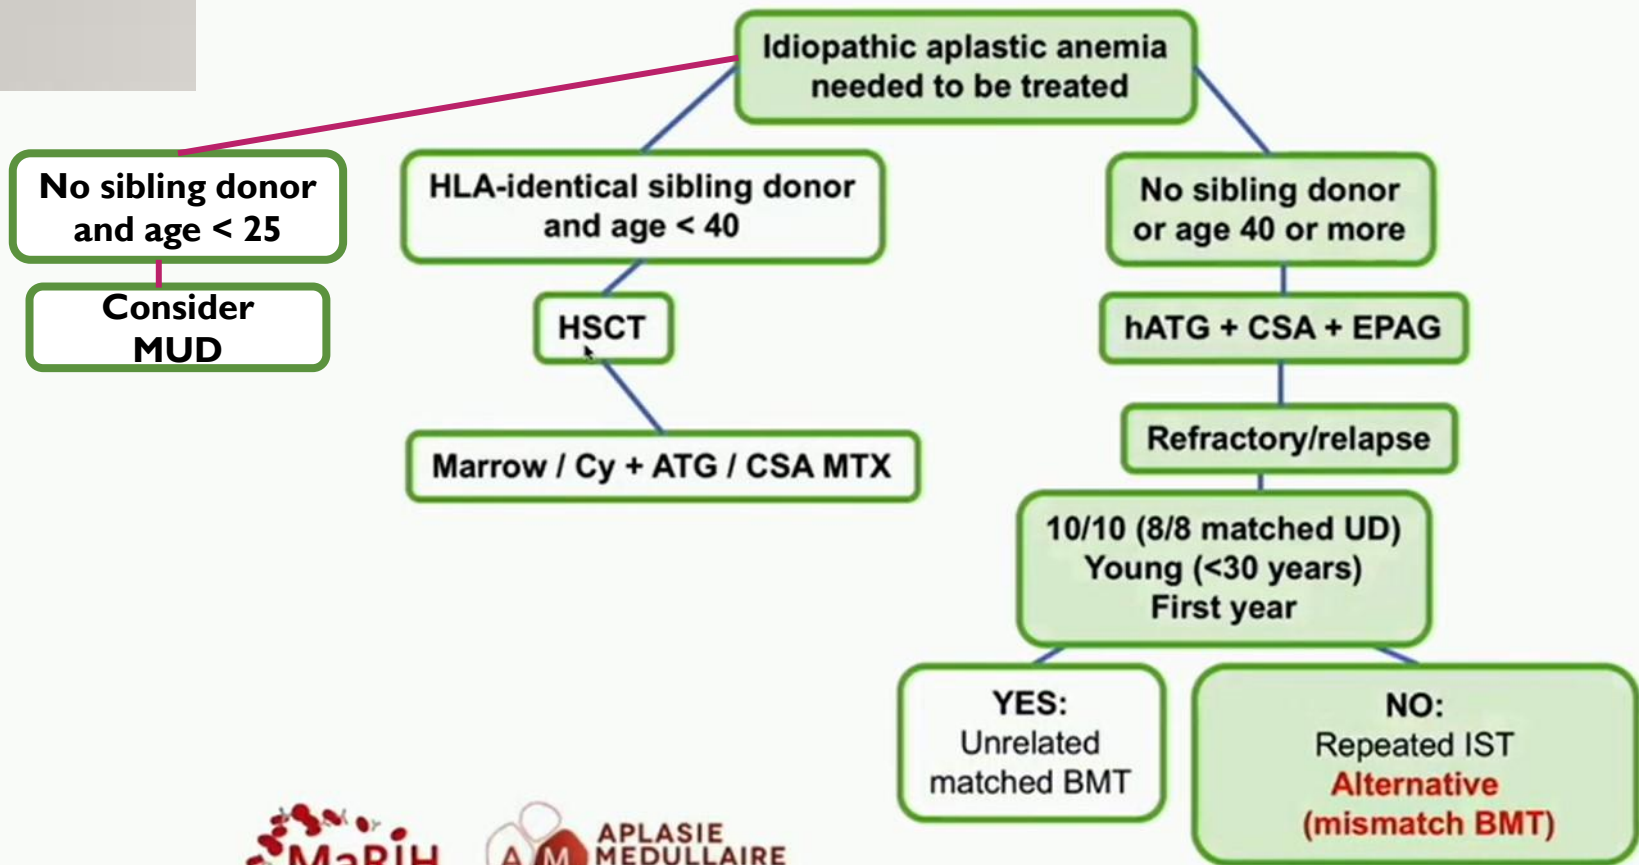 Idiopathic aplastic anemia
needed to be treated
No sibling donor
and age < 25
Consider
MUD
HLA-identical sibling donor
and age < 40
HSCT
Marrow / Cy + ATG / CSA MTX
No sibling donor
or age 40 or more
hATG + CSA + EPAG
Refractory/relapse
10/10 (8/8 matched UD)
Young (<30 years)
First year
YES:
Unrelated
matched BMT
NO:
Repeated IST
Alternative
(mismatch BMT)
MaRIH
A M
APLASIE
MEDULLAIRE